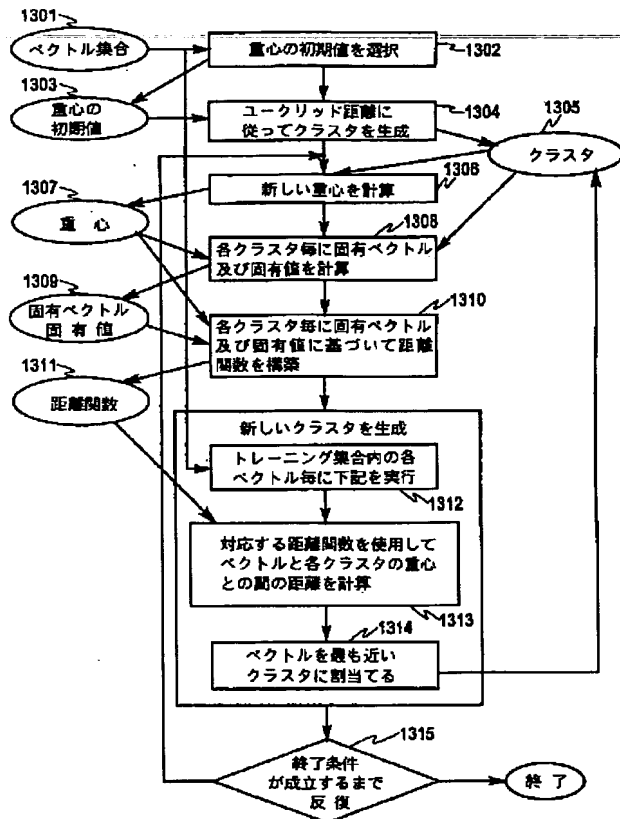 1301
ベクトル集合
重心の初期値を選択
1302
1303
重心の
初期値
ユークリッド距離に
従ってクラスタを生成
1304
1305
クラスタ
新しい重心を計算
1306
1307
重心
1308
各クラスタ毎に固有ベクトル
及び固有値を計算
1309
固有ベクトル
固有値
1310
各クラスタ毎に固有ベクトル
及び固有値に基づいて距離
関数を構築
1311
距離関数
新しいクラスタを生成
トレーニング集合内の各
ベクトル毎に下記を実行
1312
対応する距離関数を使用して
ベクトルと各クラスタの重心
との間の距離を計算
1313
1314
ベクトルを最も近い
クラスタに割当てる
1315
終了条件
が成立するまで
反復
終了